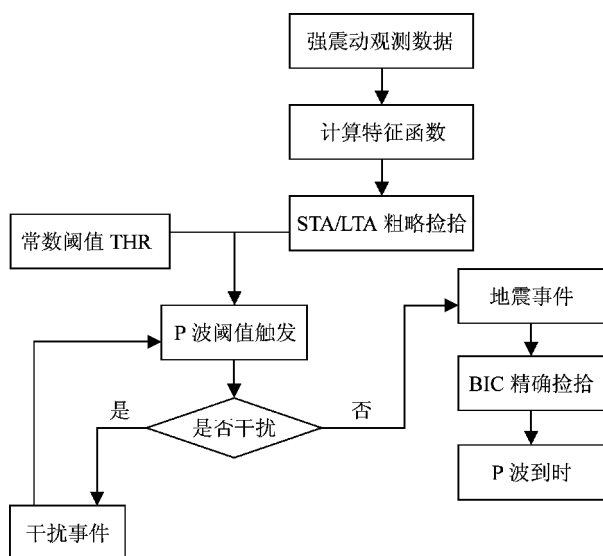 强震动观测数据
计算特征函数
STA/LTA 粗略捡拾
常数阈值 THR
P 波阈值触发
是否干扰
是
否
干扰事件
地震事件
BIC 精确捡拾
P 波到时